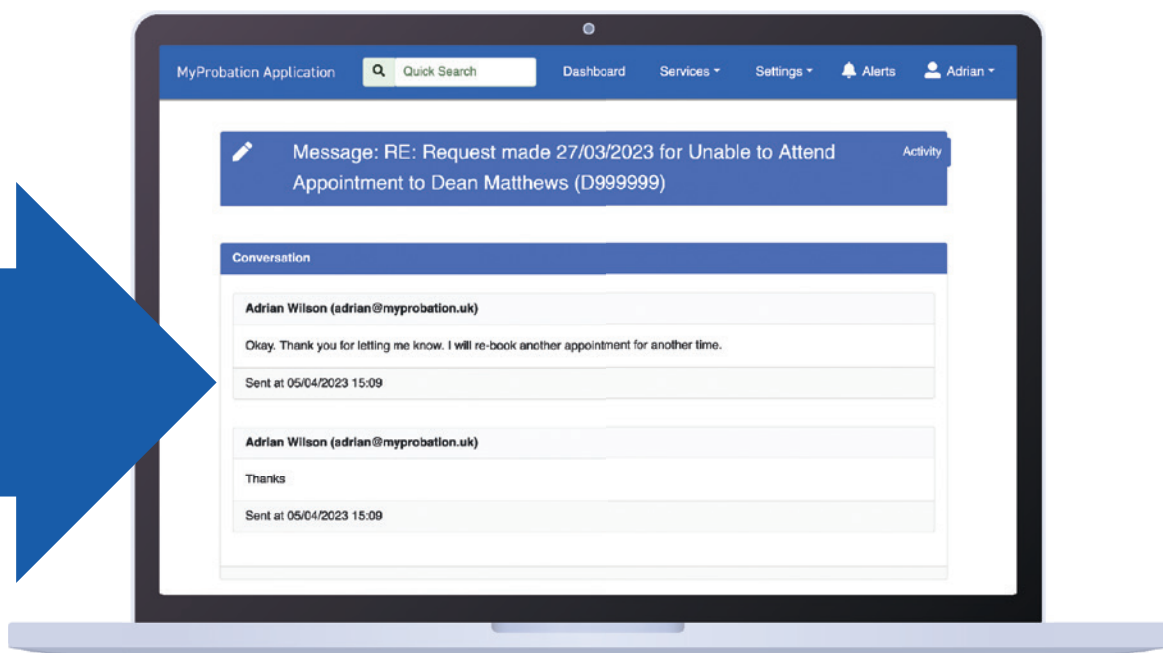 MyProbation Application Quick Search Dashboard Services Settings Alerts Adrian
Message: RE: Request made 27/03/2023 for Unable to Attend Activity
Appointment to Dean Matthews (D999999)
Conversation
Adrian Wilson (adrian@myprobation.uk)
Okay. Thank you for letting me know. I will re-book another appointment for another time.
Sent at 05/04/2023 15:09
Adrian Wilson (adrian@myprobation.uk)
Thanks
Sent at 05/04/2023 15:09